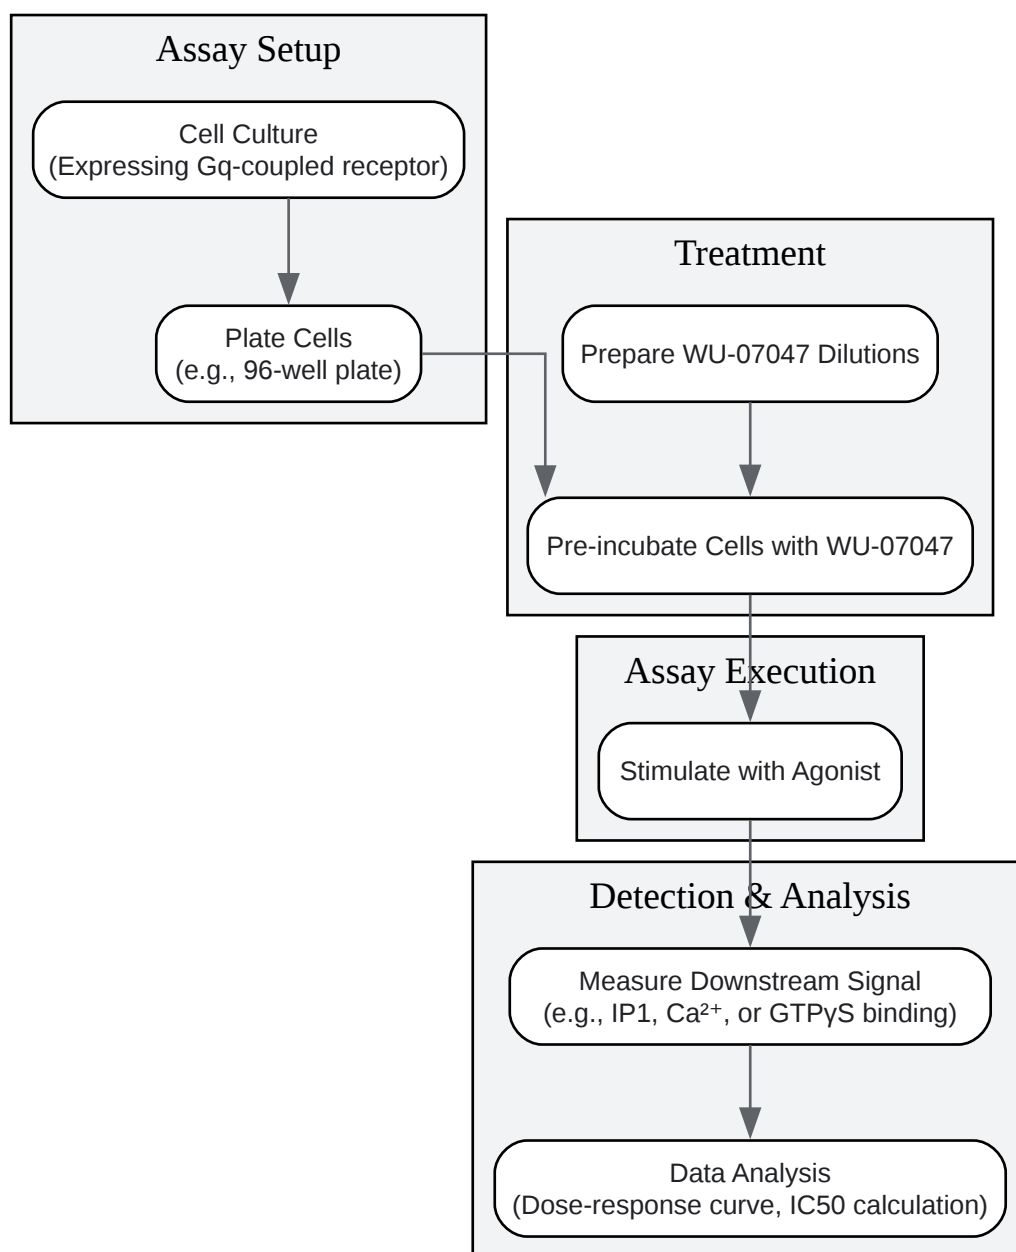 Assay Setup
Cell Culture
(Expressing Gq-coupled receptor)
Plate Cells
(e.g., 96-well plate)
Treatment
Prepare WU-07047 Dilutions
Pre-incubate Cells with WU-07047
Assay Execution
Stimulate with Agonist
Detection & Analysis
Measure Downstream Signal
(e.g., IP1, Ca²⁺, or GTPγS binding)
Data Analysis
(Dose-response curve, IC50 calculation)